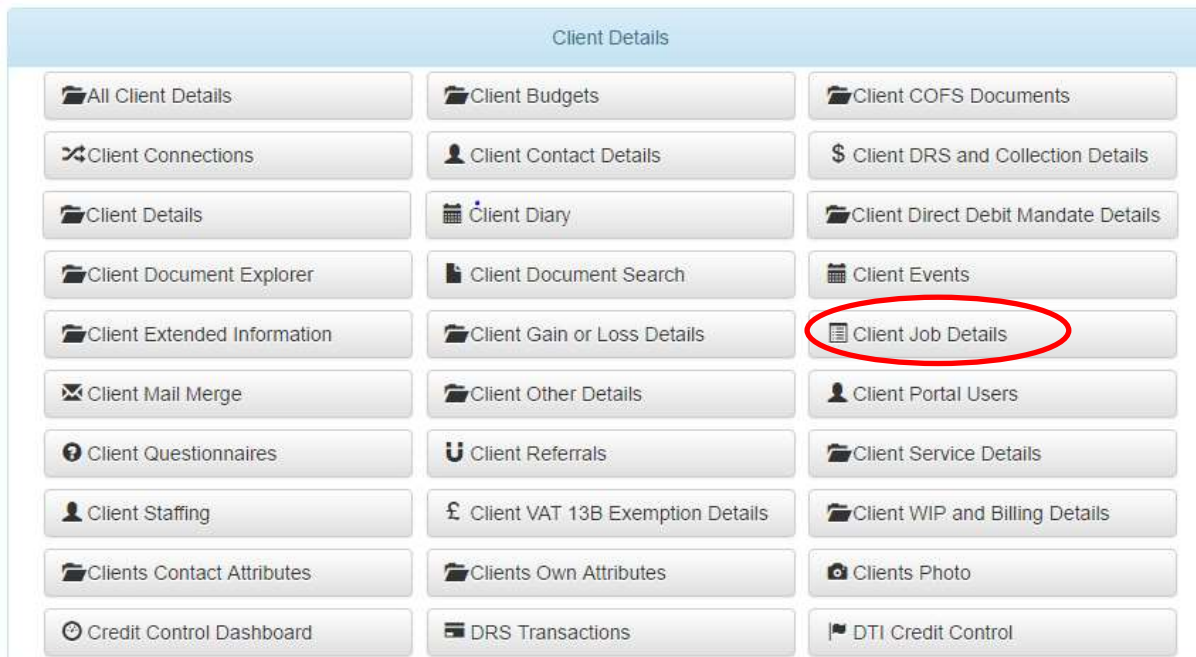 Client Details
All Client Details
Client Budgets
Client COFS Documents
Client Connections
Client Contact Details
Client DRS and Collection Details
Client Details
Client Diary
Client Direct Debit Mandate Details
Client Document Explorer
Client Document Search
Client Events
Client Extended Information
Client Gain or Loss Details
Client Job Details
Client Mail Merge
Client Other Details
Client Portal Users
Client Questionnaires
Client Referrals
Client Service Details
Client Staffing
£ Client VAT 13B Exemption Details
Client WIP and Billing Details
Clients Contact Attributes
Clients Own Attributes
Clients Photo
Credit Control Dashboard
DRS Transactions
DTI Credit Control